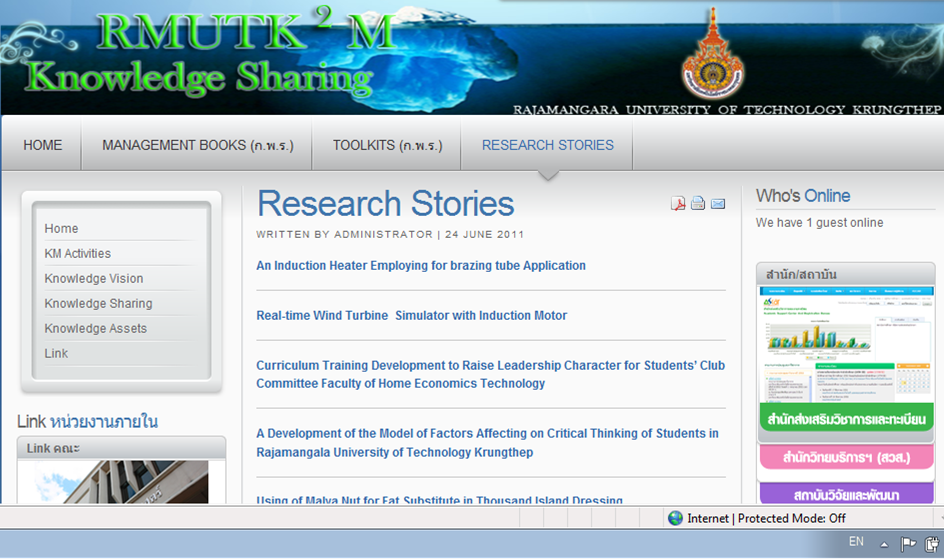 RMUTK 2 M
Knowledge Sharing
RAJAMANGARA UNIVERSITY OF TECHNOLOGY KRUNGTHEP
HOME
MANAGEMENT BOOKS (ก.พ.ร.)
TOOLKITS (ก.พ.ร.)
RESEARCH STORIES
Home
KM Activities
Knowledge Vision
Knowledge Sharing
Knowledge Assets
Link
Link หน่วยงานภายใน
Link คณะ
Research Stories
WRITTEN BY ADMINISTRATOR | 24 JUNE 2011
An Induction Heater Employing for brazing tube Application
Real-time Wind Turbine Simulator with Induction Motor
Curriculum Training Development to Raise Leadership Character for Students' Club
Committee Faculty of Home Economics Technology
A Development of the Model of Factors Affecting on Critical Thinking of Students in
Rajamangala University of Technology Krungthep
Using of Malva Nut for Fat Substitute in Thousand Island Dressing
Who's Online
We have 1 guest online
สำนัก/สถาบัน
สำนักส่งเสริมวิชาการและทะเบียน
สำนักวิทยบริการฯ (สวส.)
สถาบันวิจัยและพัฒนา
Internet | Protected Mode: Off
EN